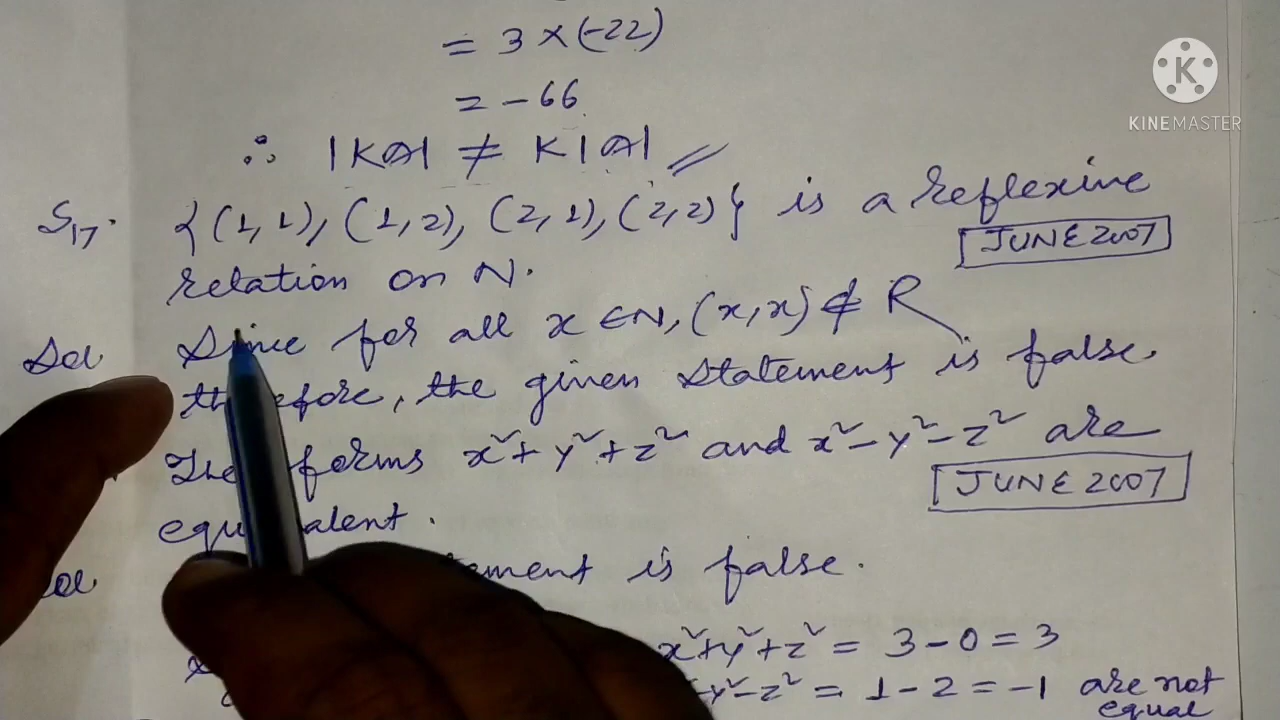 = 3 × (-22)
= -66
K
KINEMASTER
∴ |KA| ≠ K|A|
S₁₇. {(1,1), (1,2), (2,1), (2,2)} is a reflexive
JUNE 2007
relation on N.
Sol Since for all x ∈ N, (x,x) ∉ R
therefore, the given statement is false.
The forms x²+y²+z² and x²-y²-z² are
JUNE 2007
equivalent.
is false.
x²+y²+z² = 3-0 = 3
-y²-z² = 1-2 = -1 are not
equal